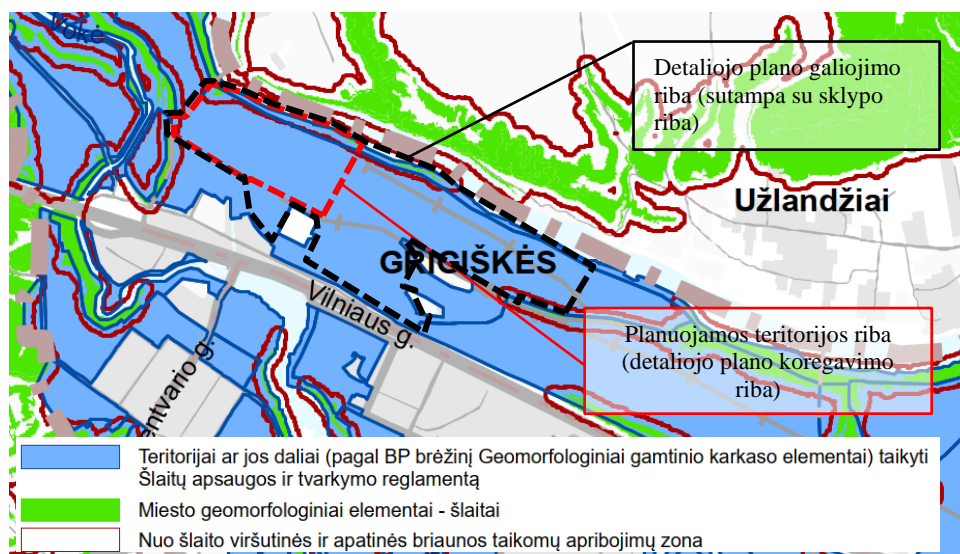 Vokė
Detaliojo plano galiojimo
riba (sutampa su sklypo
riba)
Užlandžiai
GRIGIŠKĖS
Vilniaus g.
Planuojamos teritorijos riba
(detaliojo plano koregavimo
riba)
entvario g.
Teritorijai ar jos daliai (pagal BP brėžinį Geomorfologiniai gamtinio karkaso elementai) taikyti
Šlaitų apsaugos ir tvarkymo reglamentą
Miesto geomorfologiniai elementai - šlaitai
Nuo šlaito viršutinės ir apatinės briaunos taikomų apribojimų zona